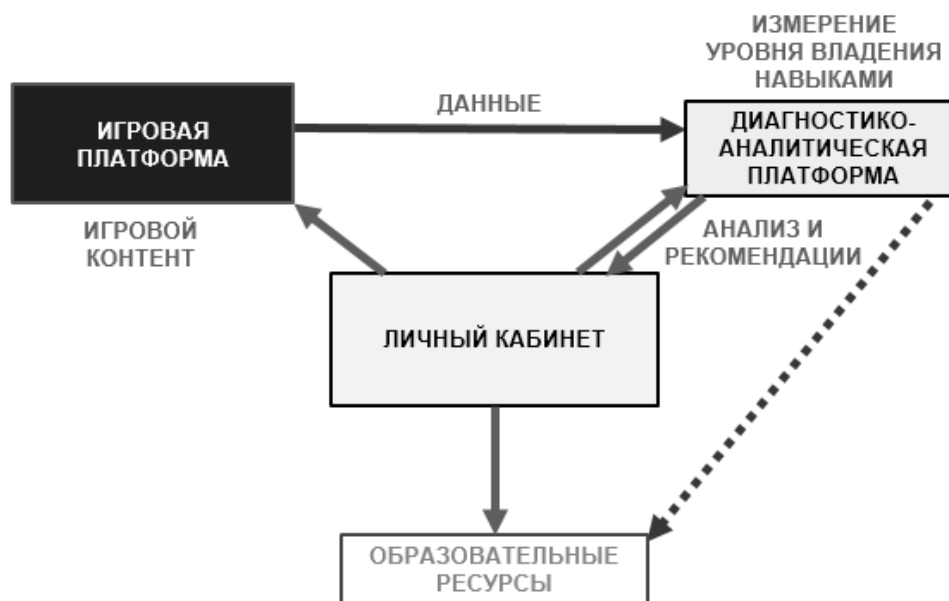 ИЗМЕРЕНИЕ
УРОВНЯ ВЛАДЕНИЯ
НАВЫКАМИ
ДАННЫЕ
ИГРОВАЯ
ПЛАТФОРМА
ДИАГНОСТИКО-
АНАЛИТИЧЕСКАЯ
ПЛАТФОРМА
ИГРОВОЙ
КОНТЕНТ
АНАЛИЗ И
РЕКОМЕНДАЦИИ
ЛИЧНЫЙ КАБИНЕТ
ОБРАЗОВАТЕЛЬНЫЕ
РЕСУРСЫ